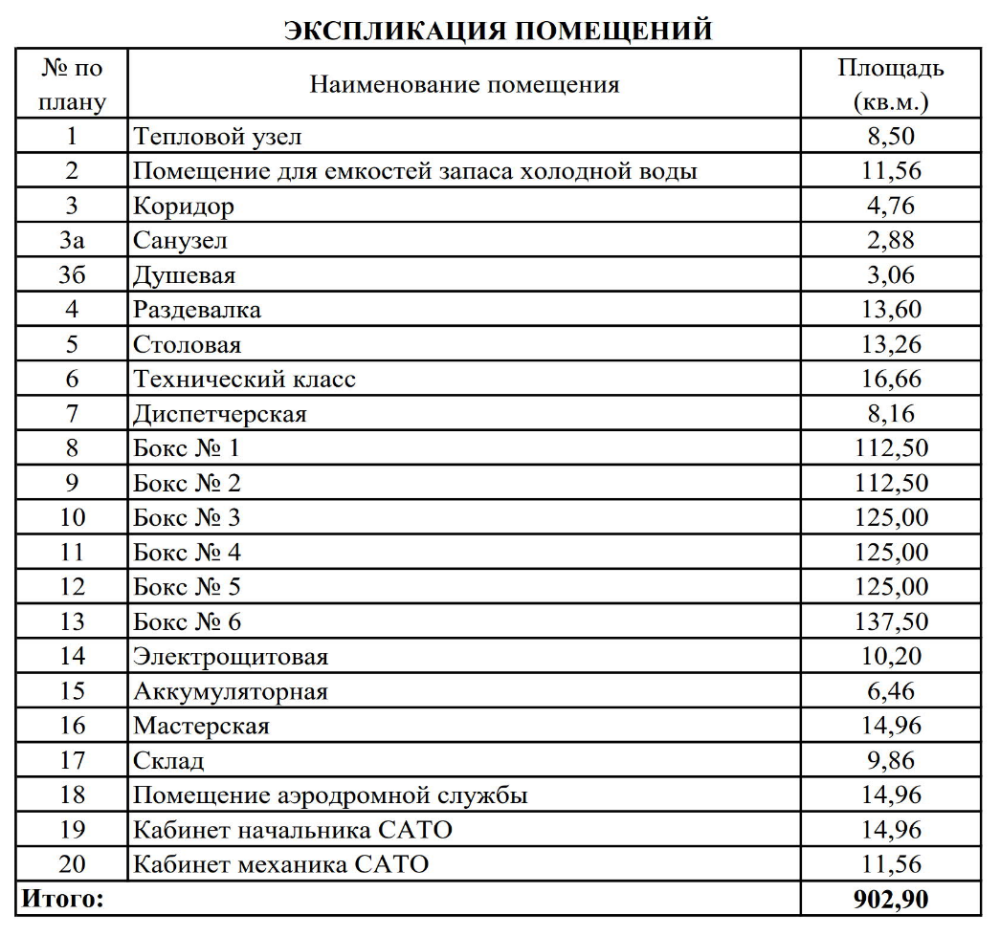 ЭКСПЛИКАЦИЯ ПОМЕЩЕНИЙ
№ по плану Наименование помещения Площадь (кв.м.)
1 Тепловой узел 8,50
2 Помещение для емкостей запаса холодной воды 11,56
3 Коридор 4,76
3а Санузел 2,88
3б Душевая 3,06
4 Раздевалка 13,60
5 Столовая 13,26
6 Технический класс 16,66
7 Диспетчерская 8,16
8 Бокс № 1 112,50
9 Бокс № 2 112,50
10 Бокс № 3 125,00
11 Бокс № 4 125,00
12 Бокс № 5 125,00
13 Бокс № 6 137,50
14 Электрощитовая 10,20
15 Аккумуляторная 6,46
16 Мастерская 14,96
17 Склад 9,86
18 Помещение аэродромной службы 14,96
19 Кабинет начальника САТО 14,96
20 Кабинет механика САТО 11,56
Итого: 902,90